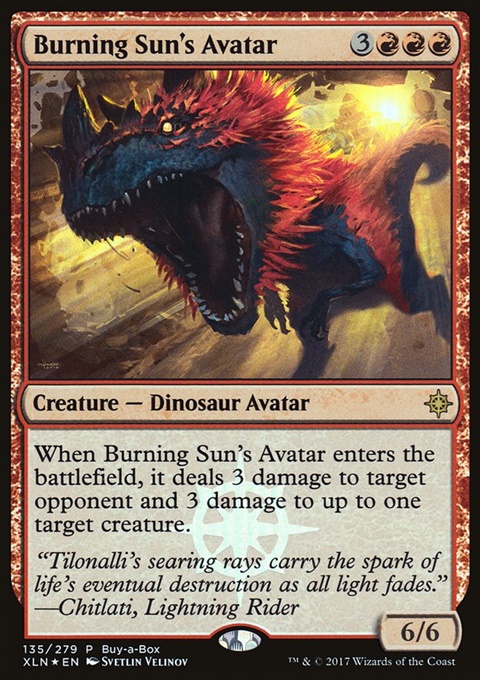 Burning Sun's Avatar 3
Creature — Dinosaur Avatar
When Burning Sun's Avatar enters the
battlefield, it deals 3 damage to target
opponent and 3 damage to up to one
target creature.
“Tilonalli's searing rays carry the spark of
life's eventual destruction as all light fades.”
—Chitlati, Lightning Rider
6/6
135/279 P Buy-a-Box
XLN★EN Svetlin Velinov
™ & © 2017 Wizards of the Coast